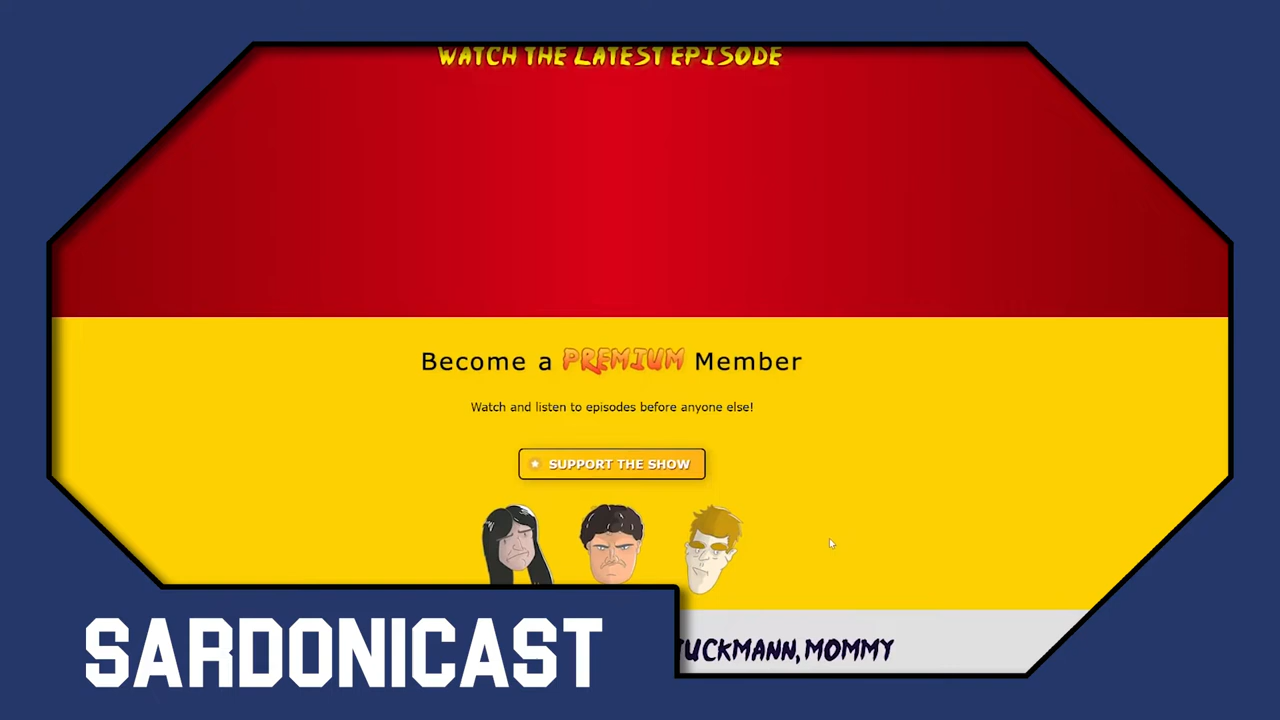 WATCH THE LATEST EPISODE
Become a PREMIUM Member
Watch and listen to episodes before anyone else!
SUPPORT THE SHOW
SARDONICAST
TUCKMANN, MOMMY